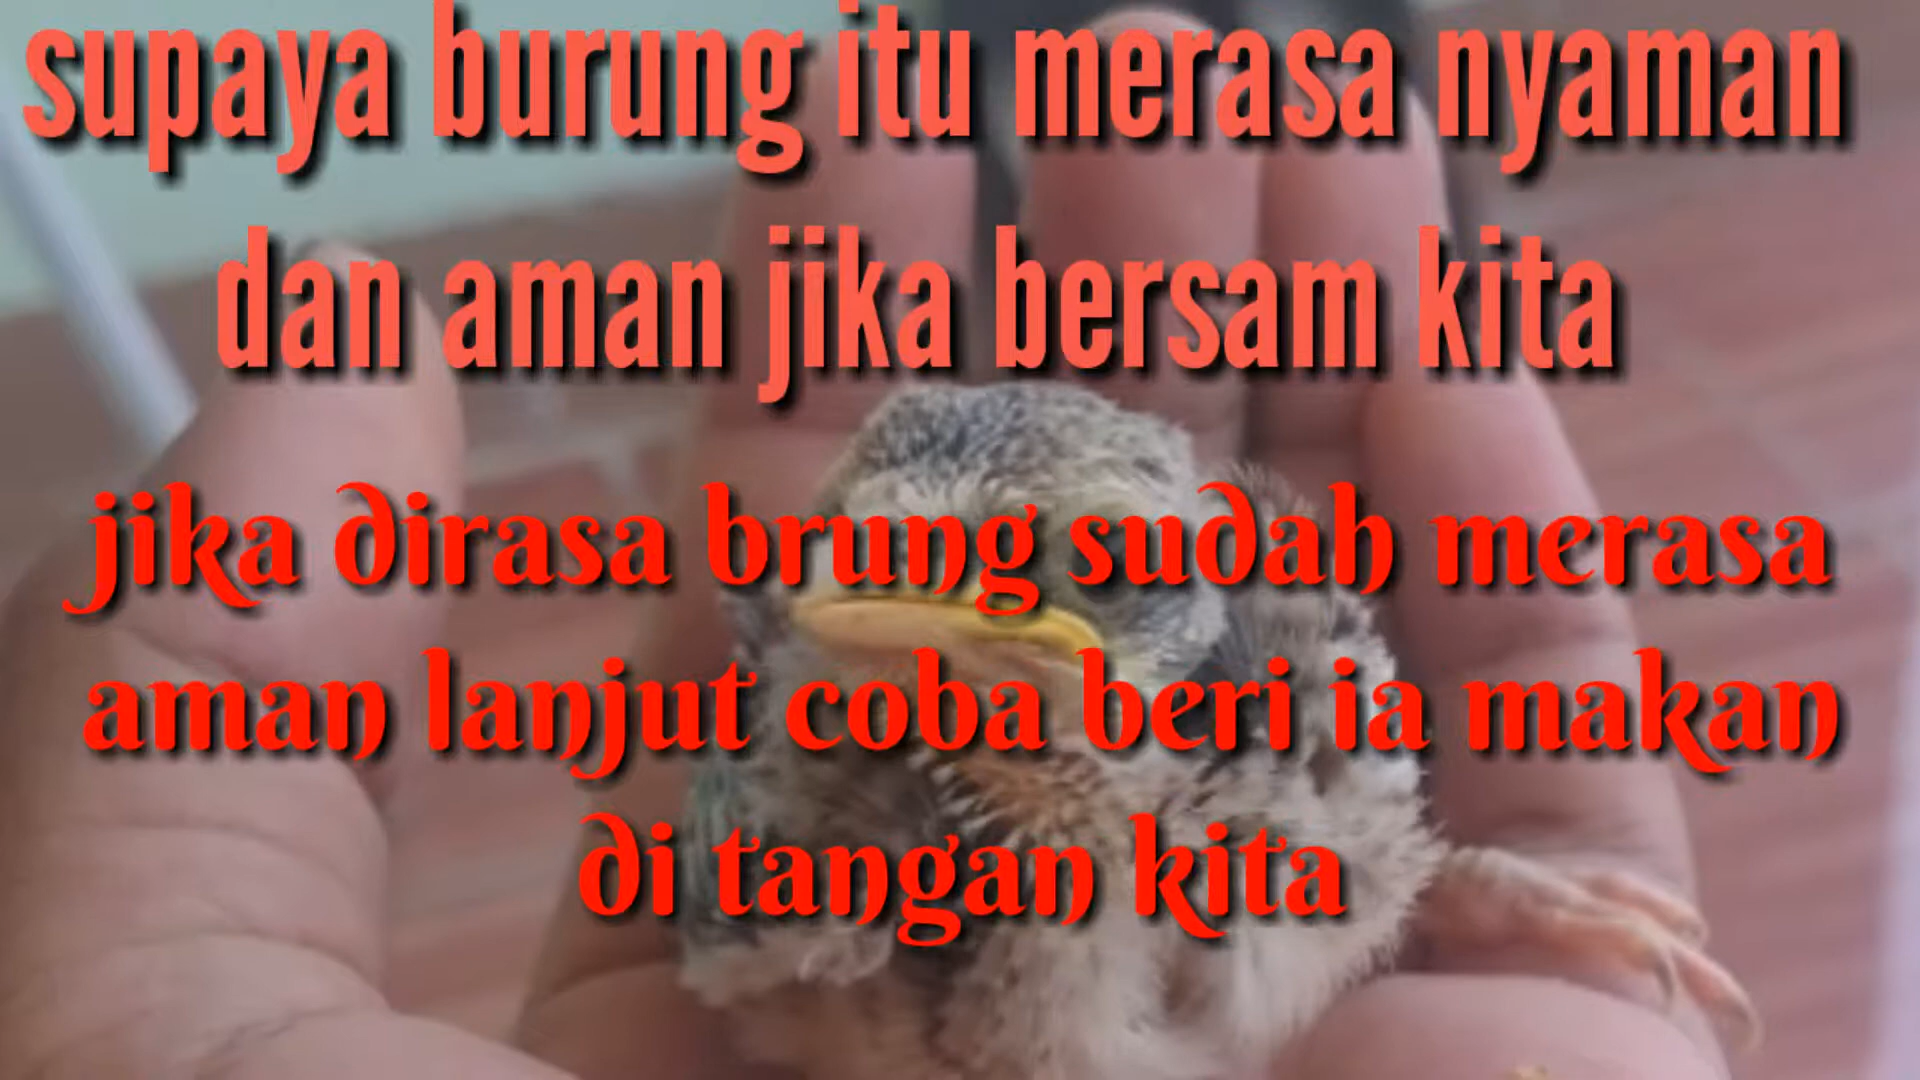 supaya burung itu merasa nyaman
dan aman jika bersam kita
jika dirasa brung sudah merasa
aman lanjut coba beri ia makan
di tangan kita